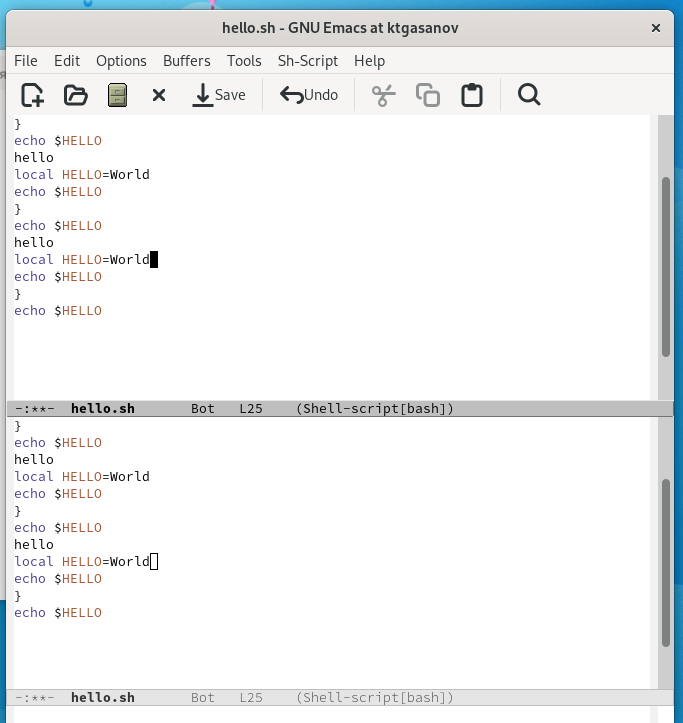 hello.sh - GNU Emacs at ktgasanov
File Edit Options Buffers Tools Sh-Script Help
Save Undo
}
echo $HELLO
hello
local HELLO=World
echo $HELLO
}
echo $HELLO
hello
local HELLO=World
echo $HELLO
}
echo $HELLO
-:**- hello.sh Bot L25 (Shell-script[bash])
}
echo $HELLO
hello
local HELLO=World
echo $HELLO
}
echo $HELLO
hello
local HELLO=World
echo $HELLO
}
echo $HELLO
-:**- hello.sh Bot L25 (Shell-script[bash])